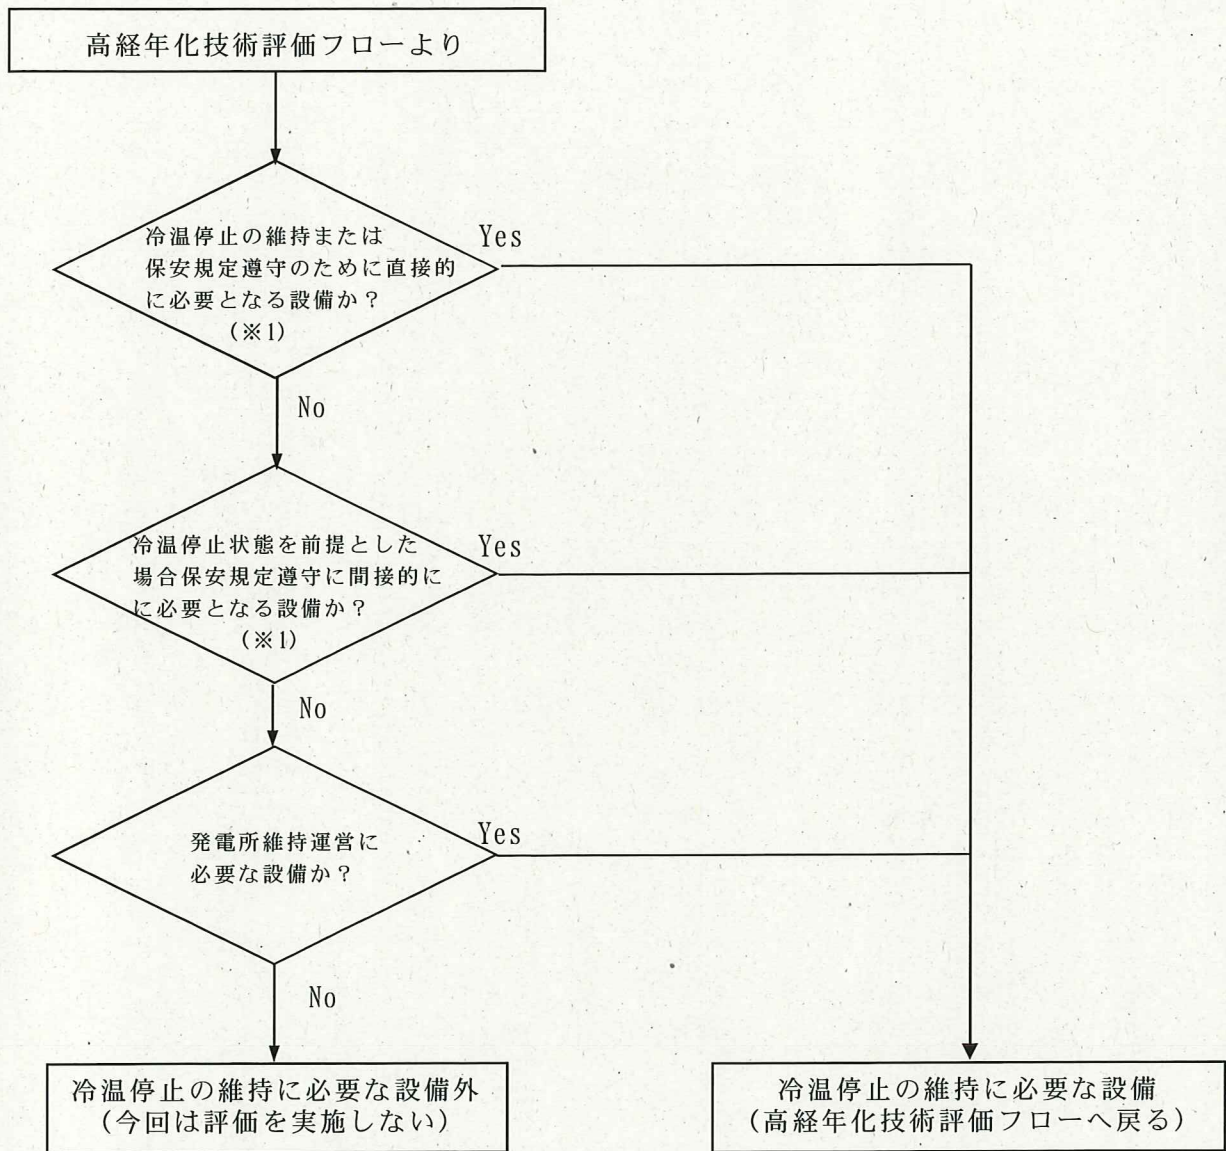 高経年化技術評価フローより
冷温停止の維持または
保安規定遵守のために直接的
に必要となる設備か？
(※1)
Yes
No
冷温停止状態を前提とした
場合保安規定遵守に間接的に
に必要となる設備か？
(※1)
Yes
No
発電所維持運営に
必要な設備か？
Yes
No
冷温停止の維持に必要な設備外
(今回は評価を実施しない)
冷温停止の維持に必要な設備
(高経年化技術評価フローへ戻る)